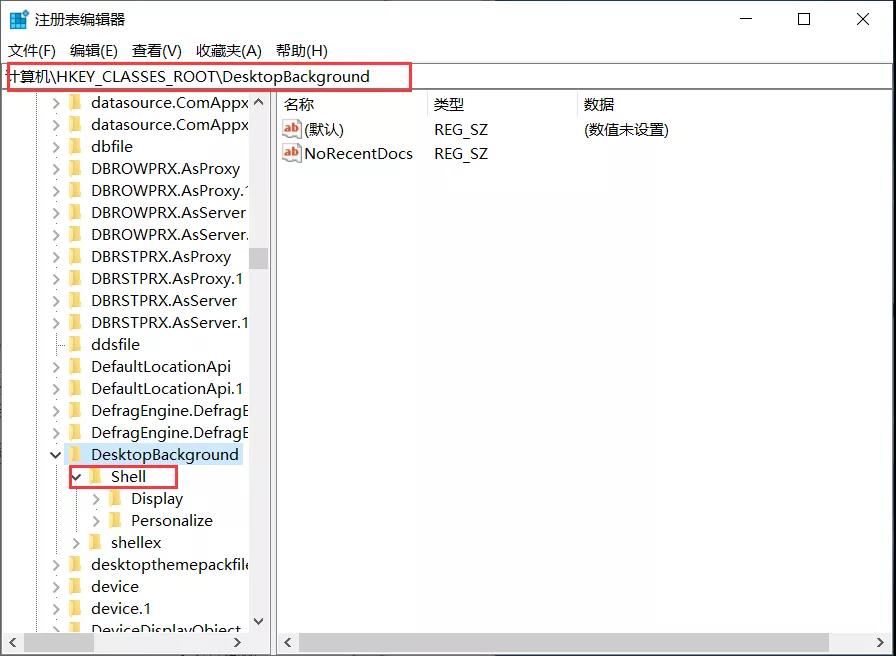 注册表编辑器
文件(F) 编辑(E) 查看(V) 收藏夹(A) 帮助(H)
计算机\HKEY_CLASSES_ROOT\DesktopBackground
datasource.ComAppx
datasource.ComAppx
dbfile
DBROWPRX.AsProxy
DBROWPRX.AsProxy.1
DBROWPRX.AsServer
DBROWPRX.AsServer.
DBRSTPRX.AsProxy
DBRSTPRX.AsProxy.1
DBRSTPRX.AsServer
DBRSTPRX.AsServer.1
ddsfile
DefaultLocationApi
DefaultLocationApi.1
DefragEngine.DefragE
DefragEngine.DefragE
DesktopBackground
Shell
Display
Personalize
shellex
desktopthemepackfile
device
device.1
DeviceDisplayObject
名称 类型 数据
ab (默认) REG_SZ (数值未设置)
ab NoRecentDocs REG_SZ